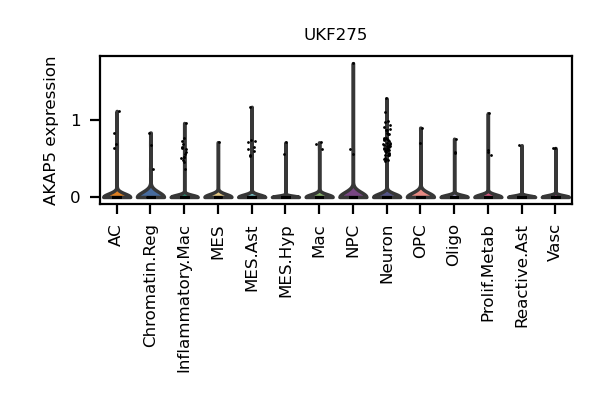 UKF275
AKAP5 expression
1
0
AC
Chromatin.Reg
Inflammatory.Mac
MES
MES.Ast
MES.Hyp
Mac
NPC
Neuron
OPC
Oligo
Prolif.Metab
Reactive.Ast
Vasc